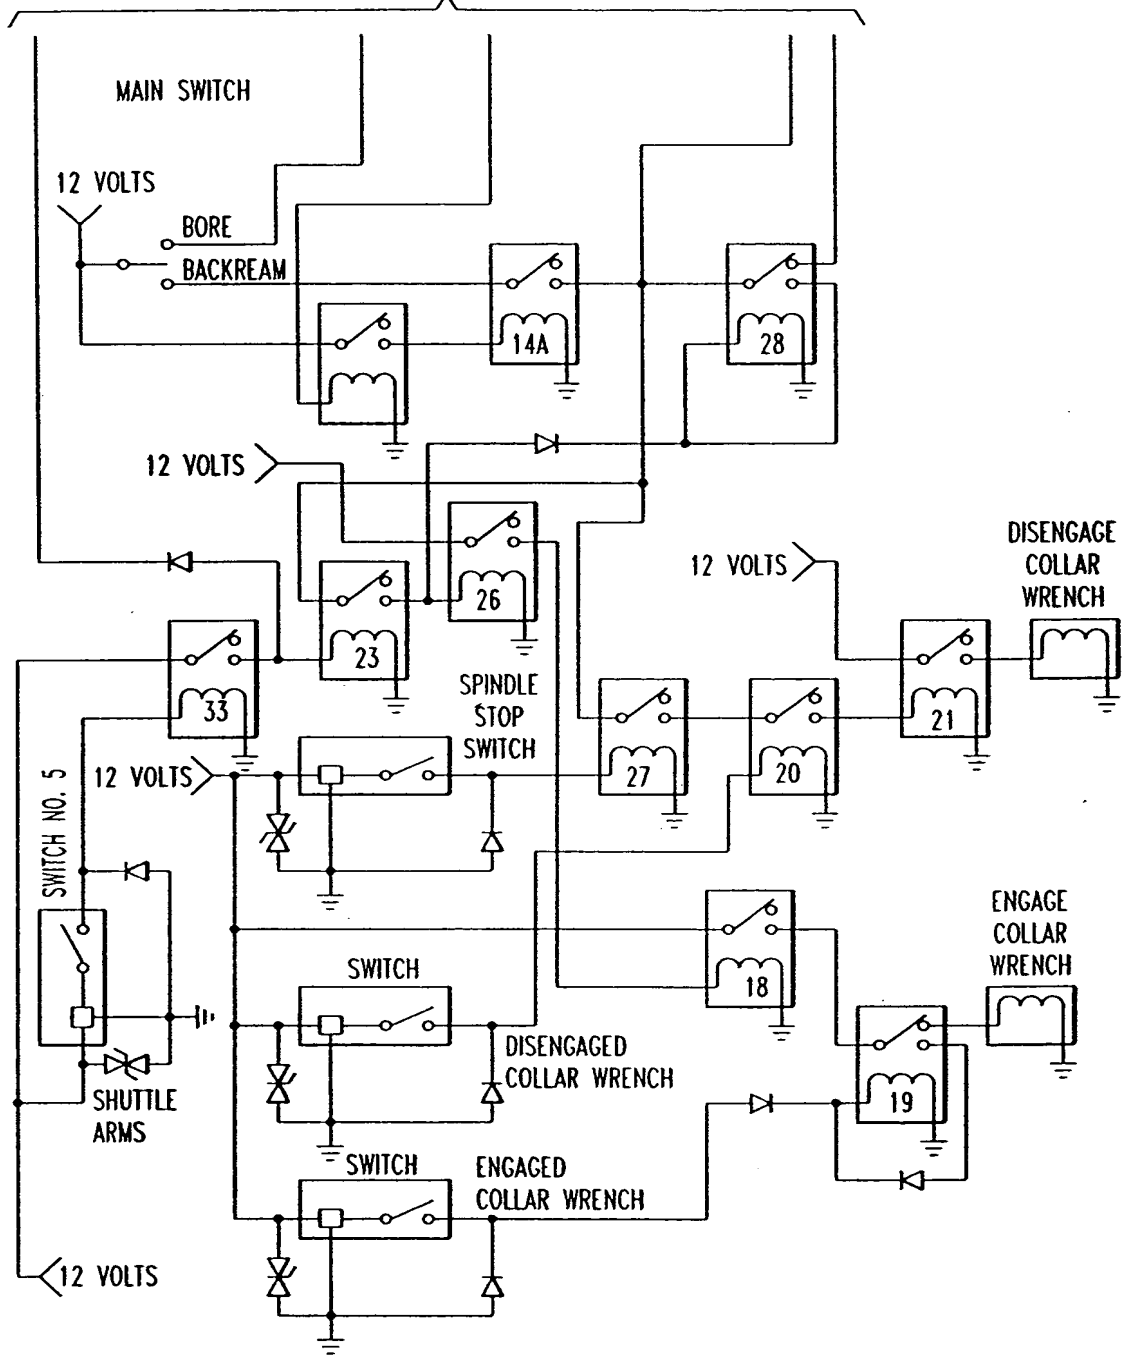 MAIN SWITCH
12 VOLTS
BORE
BACKREAM
14A
28
12 VOLTS
26
DISENGAGE
COLLAR
WRENCH
12 VOLTS
23
33
21
SPINDLE
STOP
SWITCH
27
20
SWITCH NO. 5
12 VOLTS
ENGAGE
COLLAR
WRENCH
18
SWITCH
DISENGAGED
COLLAR WRENCH
19
SHUTTLE
ARMS
SWITCH
ENGAGED
COLLAR WRENCH
12 VOLTS